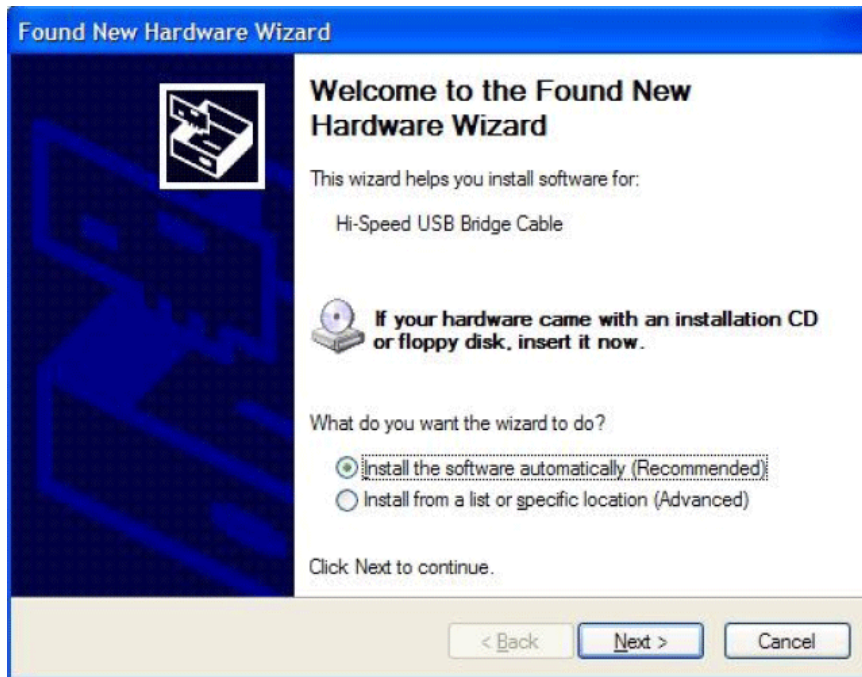 Found New Hardware Wizard
Welcome to the Found New
Hardware Wizard
This wizard helps you install software for:
Hi-Speed USB Bridge Cable
If your hardware came with an installation CD
or floppy disk, insert it now.
What do you want the wizard to do?
Install the software automatically (Recommended)
Install from a list or specific location (Advanced)
Click Next to continue.
< Back Next > Cancel